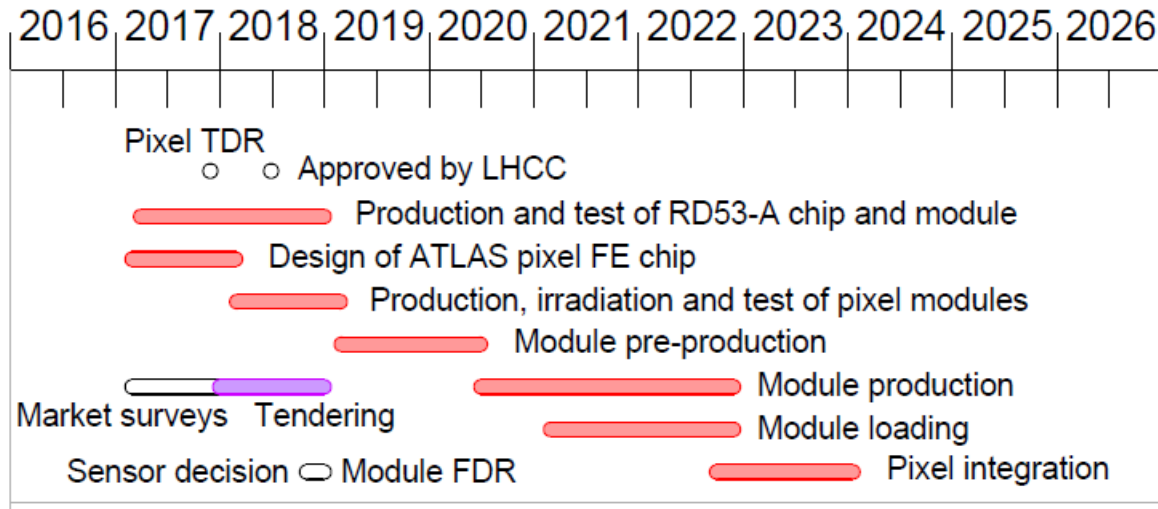 2016 2017 2018 2019 2020 2021 2022 2023 2024 2025 2026
Pixel TDR
Approved by LHCC
Production and test of RD53-A chip and module
Design of ATLAS pixel FE chip
Production, irradiation and test of pixel modules
Module pre-production
Module production
Market surveys Tendering
Module loading
Sensor decision Module FDR Pixel integration